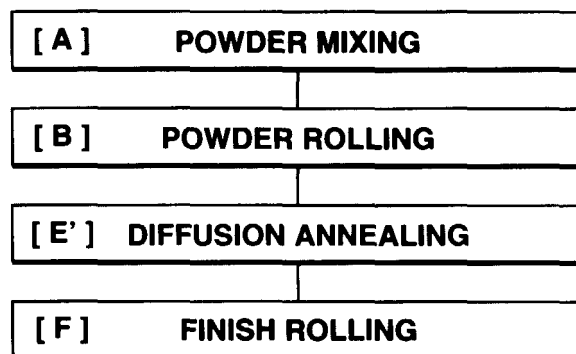 [ A ] POWDER MIXING
[ B ] POWDER ROLLING
[ E' ] DIFFUSION ANNEALING
[ F ] FINISH ROLLING